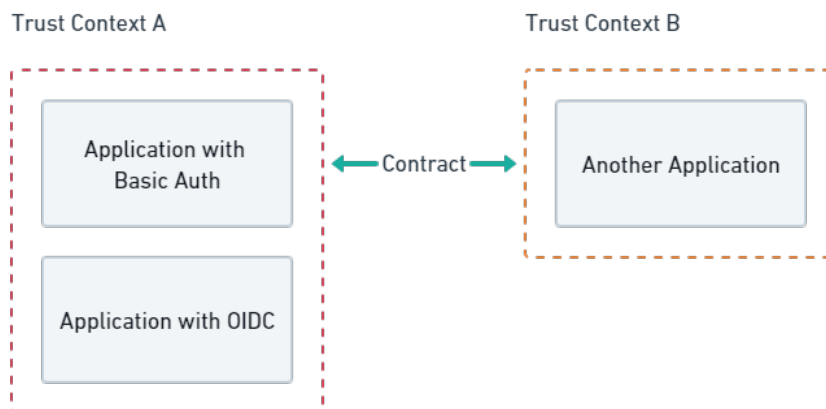 Trust Context A
Trust Context B
Application with
Basic Auth
Contract
Another Application
Application with OIDC